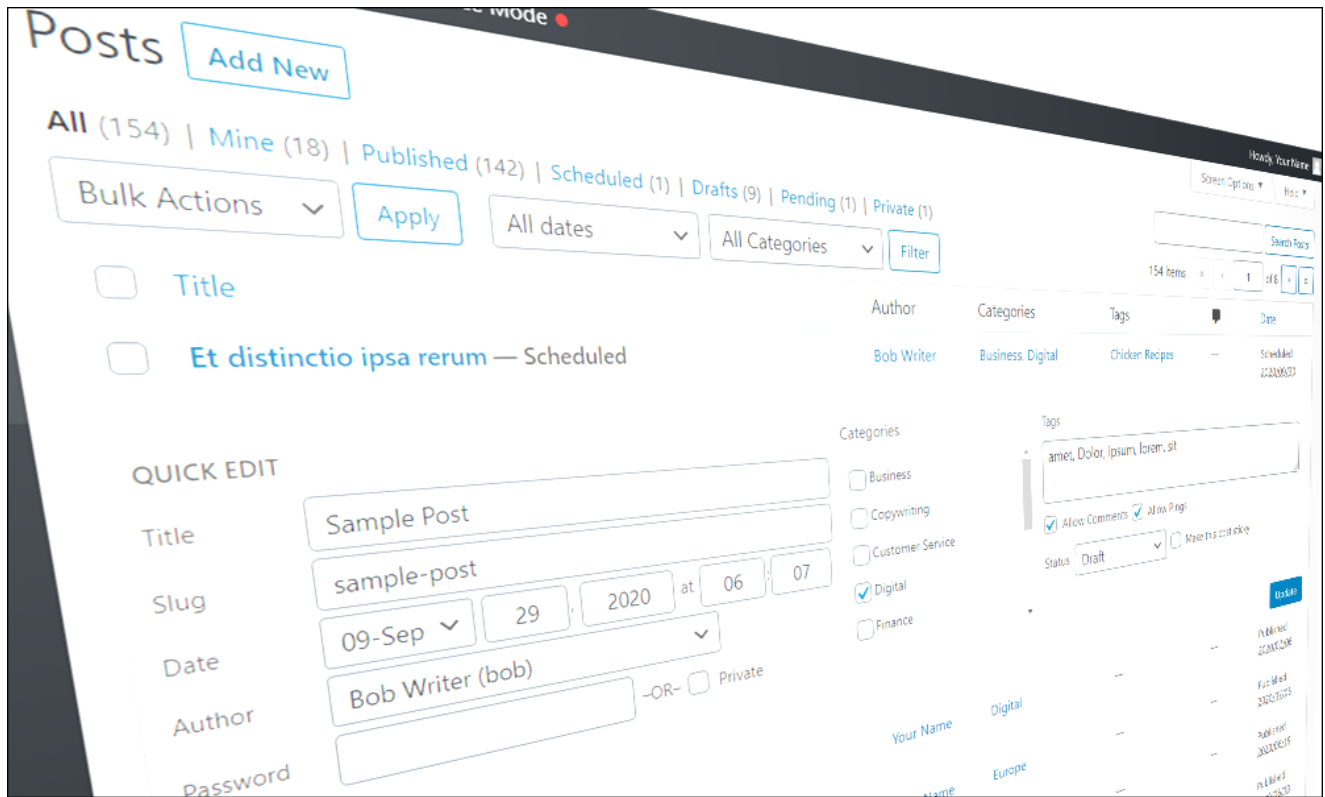 Mode
Posts Add New
Howdy, Your Name
Screen Options Help
All (154) | Mine (18) | Published (142) | Scheduled (1) | Drafts (9) | Pending (1) | Private (1)
Bulk Actions Apply All dates All Categories Filter
Search Posts
154 items « ‹ 1 of 8 › »
Title Author Categories Tags Date
Et distinctio ipsa rerum — Scheduled Bob Writer Business, Digital Chicken Recipes — Scheduled
QUICK EDIT
Title Sample Post
Slug sample-post
Date 09-Sep 29, 2020 at 06 : 07
Author Bob Writer (bob)
Password –OR– Private
Categories
Business
Copywriting
Customer Service
Digital
Finance
Tags
amet, Dolor, ipsum, lorem, sit
Allow Comments Allow Pings
Status Draft Make this post sticky
Update
— — Published
Your Name Digital — — Published
Name Europe — — Published
— Published